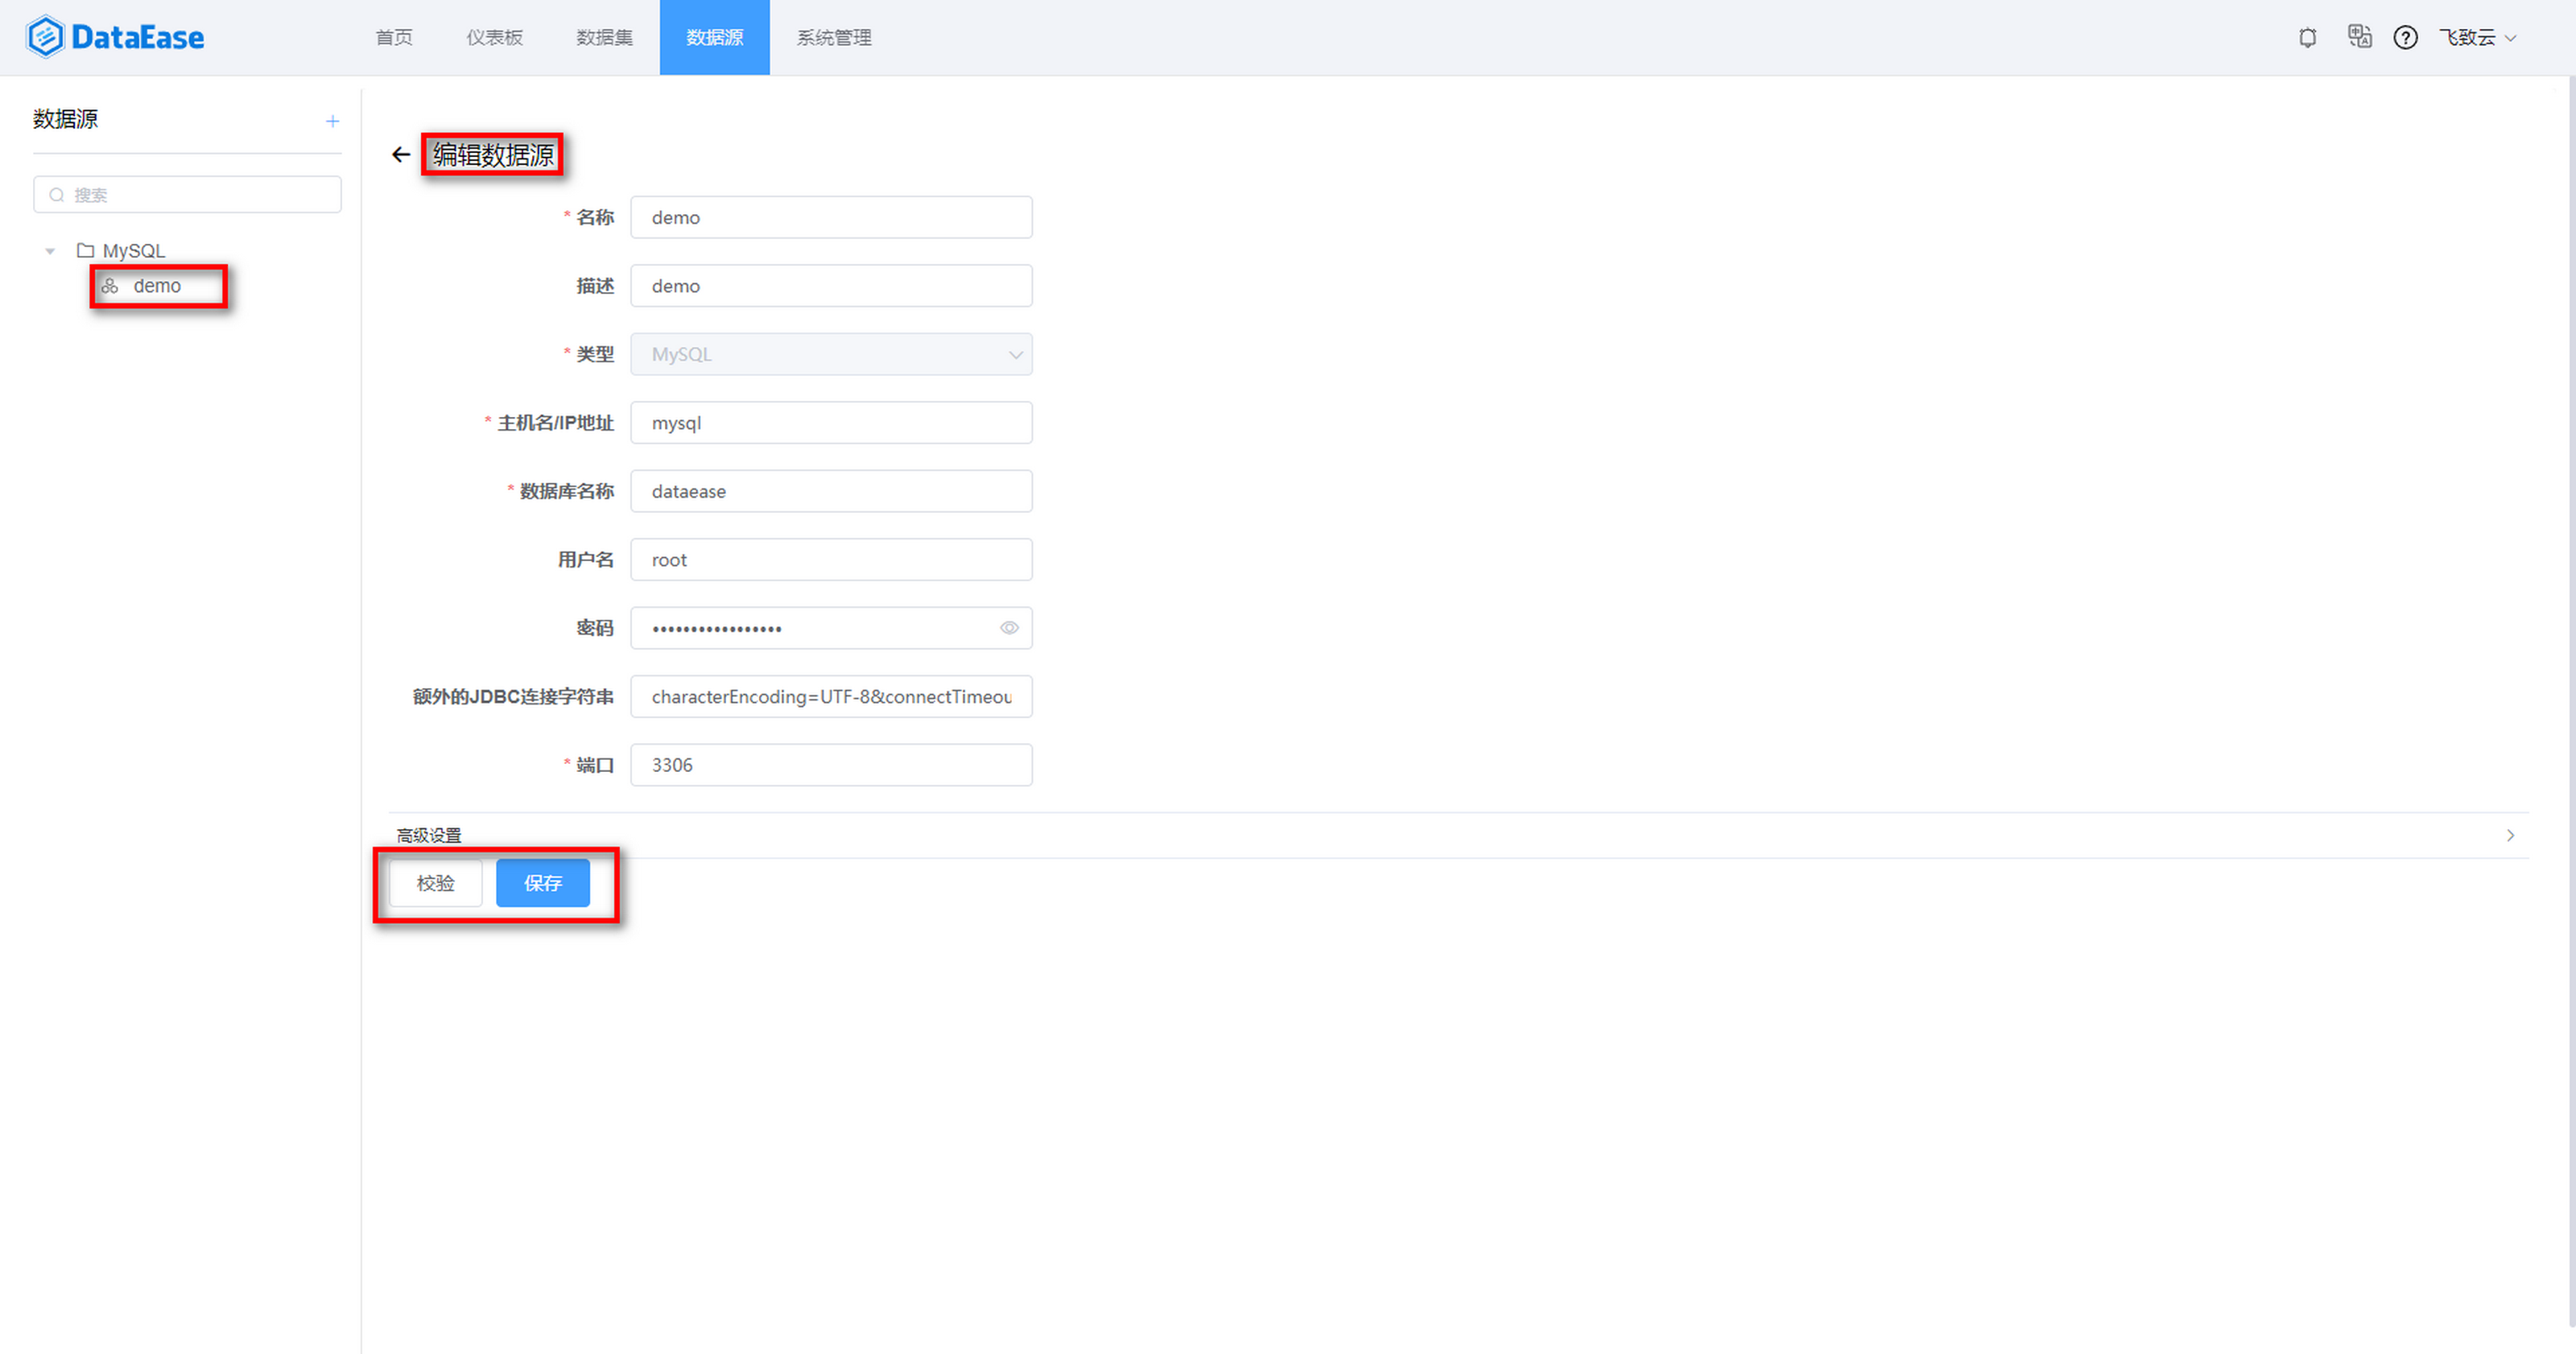 DataEase 首页 仪表板 数据集 数据源 系统管理 飞致云
数据源
搜索
MySQL
demo
编辑数据源
* 名称 demo
描述 demo
* 类型 MySQL
* 主机名/IP地址 mysql
* 数据库名称 dataease
用户名 root
密码 •••••••••••••••••
额外的JDBC连接字符串 characterEncoding=UTF-8&connectTimeou
* 端口 3306
高级设置
校验 保存